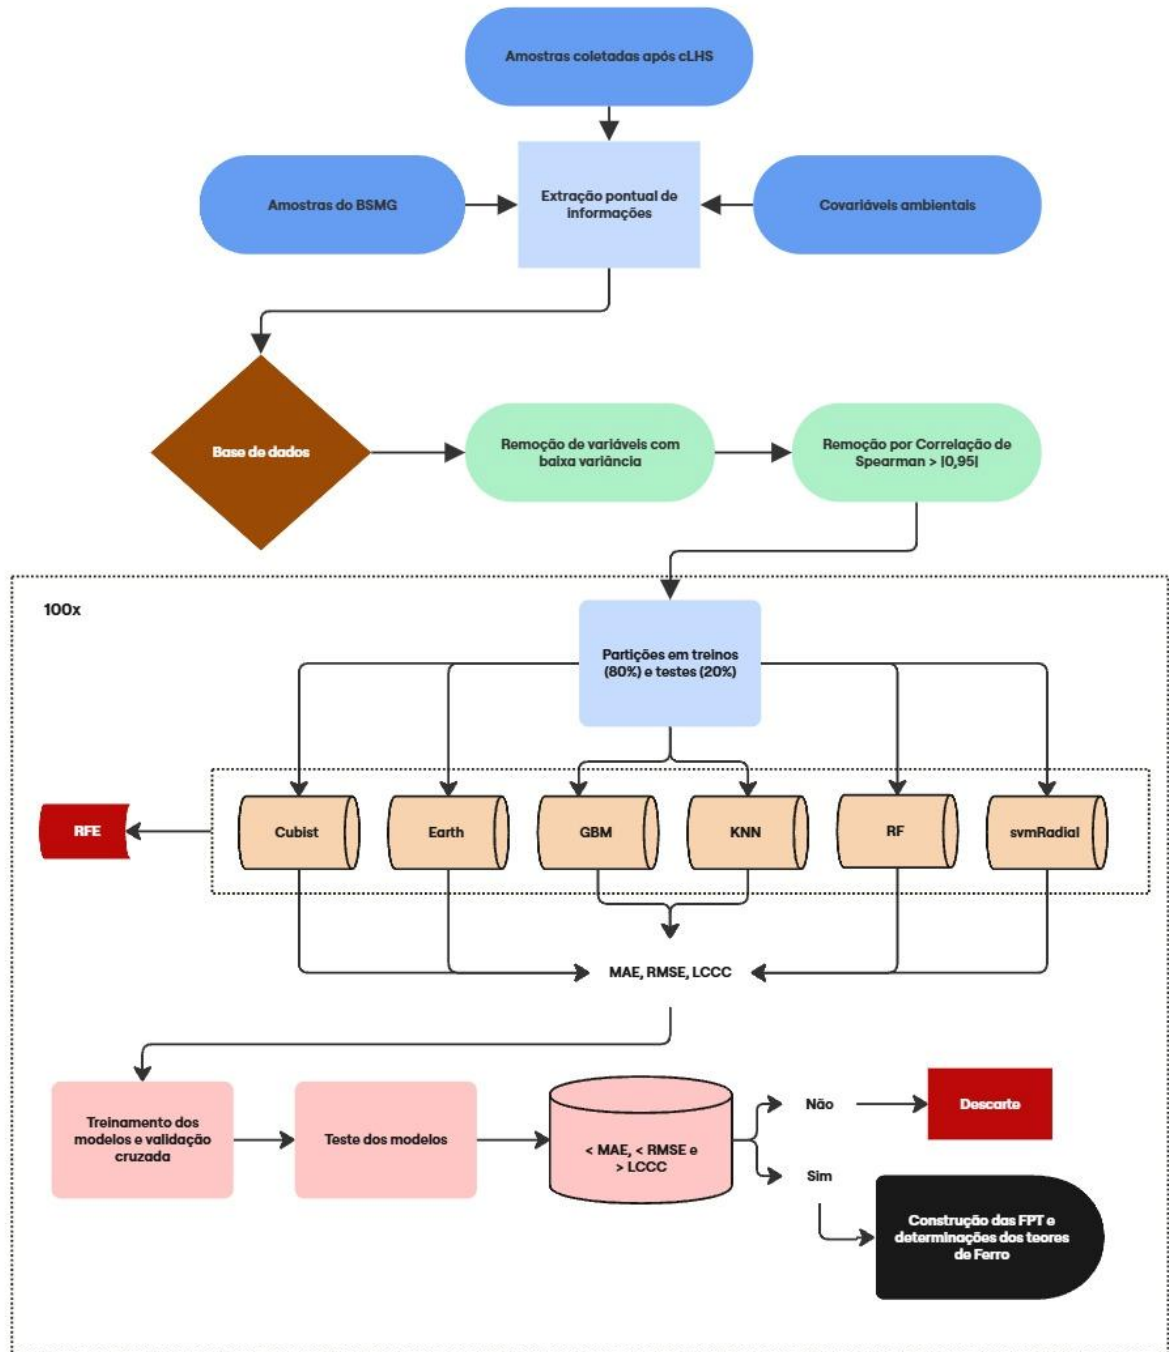 Amostras coletadas após cLHS
Amostras do BSMG
Extração pontual de
informações
Covariáveis ambientais
Base de dados
Remoção de variáveis com
baixa variância
Remoção por Correlação de
Spearman > |0,95|
100x
Partições em treinos
(80%) e testes (20%)
RFE
Cubist
Earth
GBM
KNN
RF
svmRadial
MAE, RMSE, LCCC
Treinamento dos
modelos e validação
cruzada
Teste dos modelos
< MAE, < RMSE e
> LCCC
Não
Descarte
Sim
Construção das FPT e
determinações dos teores
de Ferro